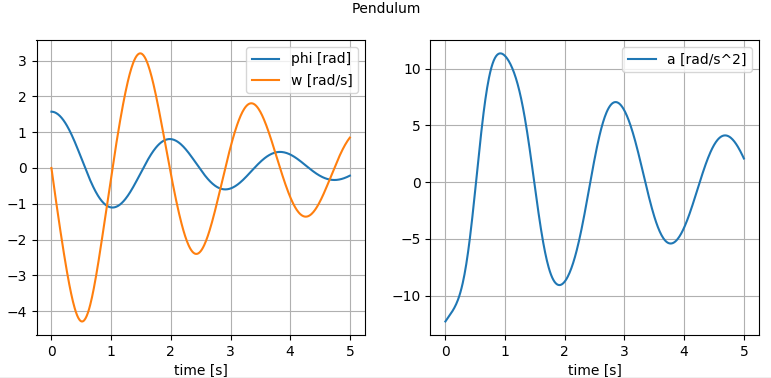 Pendulum
phi [rad]
w [rad/s]
3
2
1
0
−1
−2
−3
−4
0 1 2 3 4 5
time [s]
a [rad/s^2]
10
5
0
−5
−10
0 1 2 3 4 5
time [s]